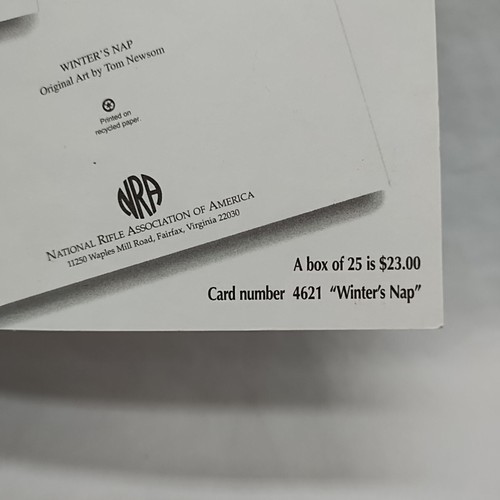 WINTER'S NAP
Original Art by Tom Newsom
Printed on
recycled paper.
NRA
NATIONAL RIFLE ASSOCIATION OF AMERICA
11250 Waples Mill Road, Fairfax, Virginia 22030
A box of 25 is $23.00
Card number 4621 "Winter's Nap"